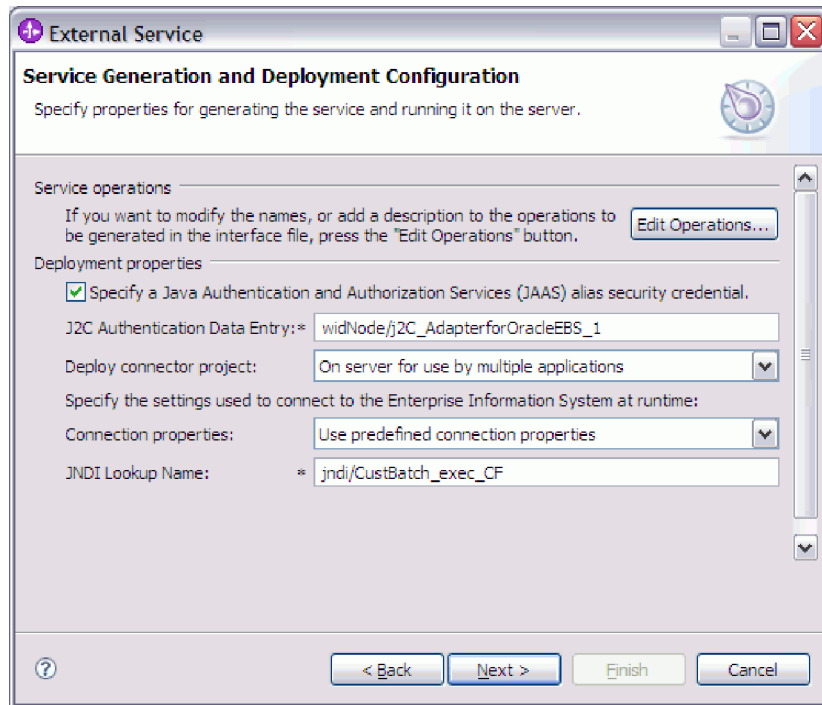 External Service
Service Generation and Deployment Configuration
Specify properties for generating the service and running it on the server.
Service operations
If you want to modify the names, or add a description to the operations to
be generated in the interface file, press the "Edit Operations" button.
Edit Operations...
Deployment properties
Specify a Java Authentication and Authorization Services (JAAS) alias security credential.
J2C Authentication Data Entry:* widNode/j2C_AdapterforOracleEBS_1
Deploy connector project: On server for use by multiple applications
Specify the settings used to connect to the Enterprise Information System at runtime:
Connection properties: Use predefined connection properties
JNDI Lookup Name: * jndi/CustBatch_exec_CF
? < Back Next > Finish Cancel